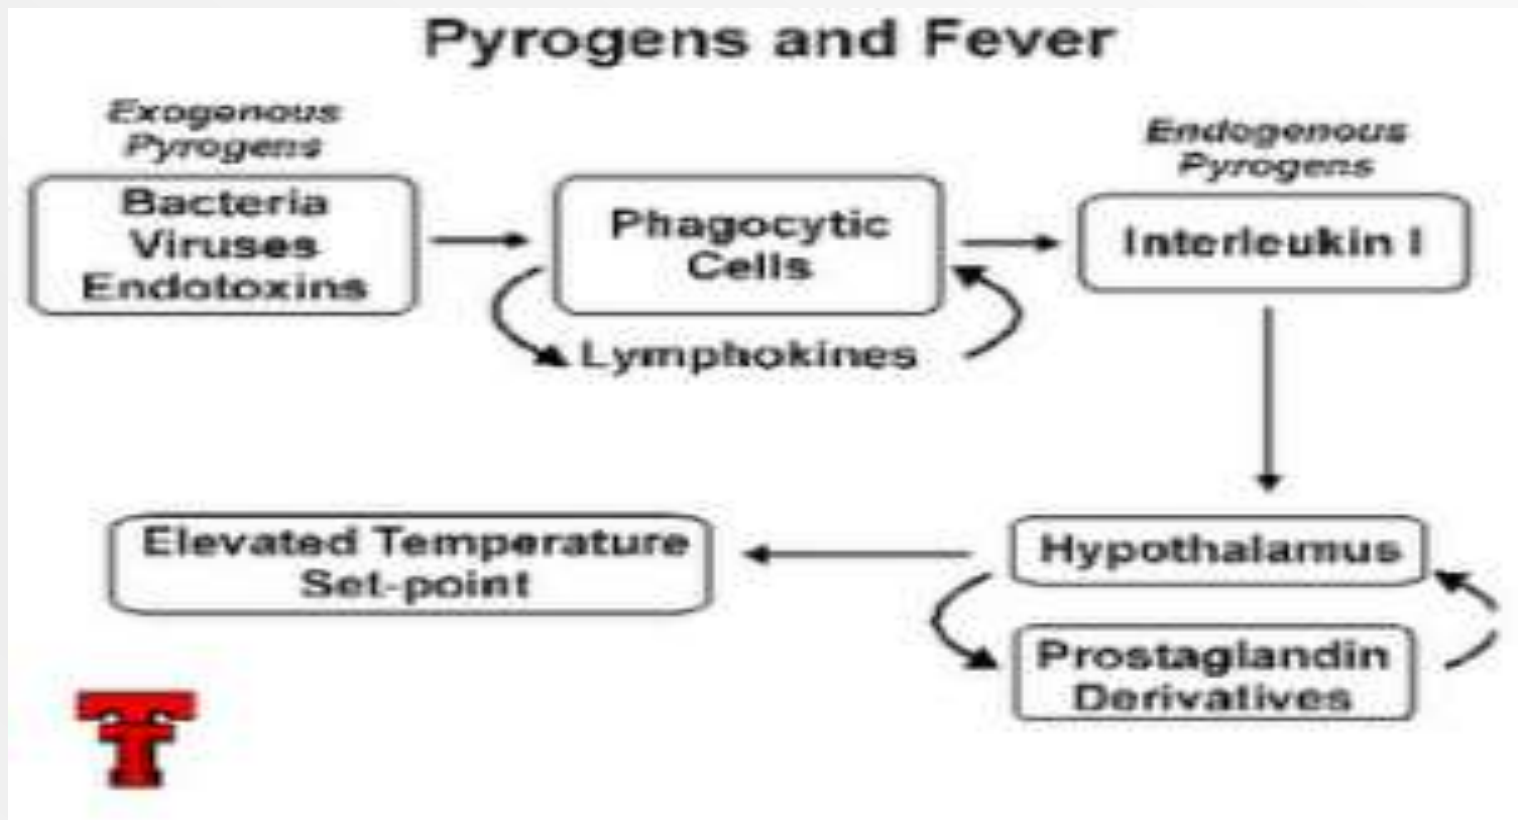 Pyrogens and Fever
Exogenous
Pyrogens
Bacteria
Viruses
Endotoxins
Phagocytic
Cells
Lymphokines
Endogenous
Pyrogens
Interleukin I
Hypothalamus
Prostaglandin
Derivatives
Elevated Temperature
Set-point
T